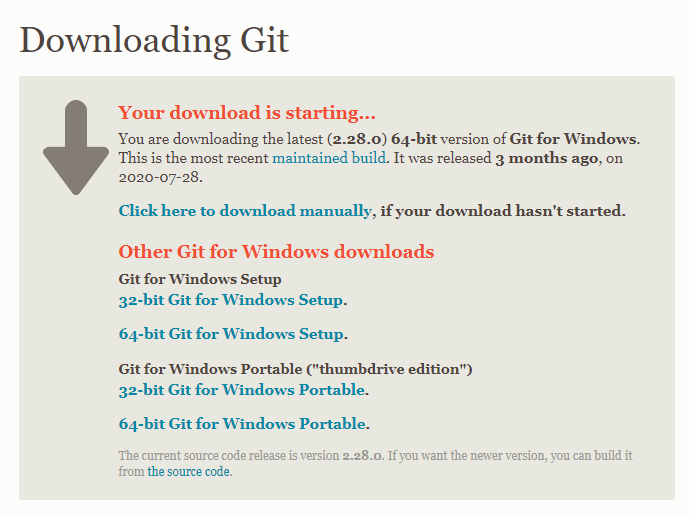 Downloading Git
Your download is starting...
You are downloading the latest (2.28.0) 64-bit version of Git for Windows.
This is the most recent maintained build. It was released 3 months ago, on
2020-07-28.
Click here to download manually, if your download hasn't started.
Other Git for Windows downloads
Git for Windows Setup
32-bit Git for Windows Setup.
64-bit Git for Windows Setup.
Git for Windows Portable ("thumbdrive edition")
32-bit Git for Windows Portable.
64-bit Git for Windows Portable.
The current source code release is version 2.28.0. If you want the newer version, you can build it
from the source code.